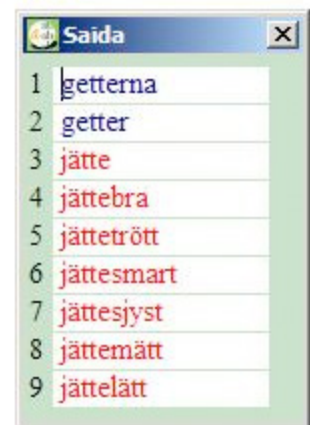 Saida
1 getterna
2 getter
3 jätte
4 jättebra
5 jättetrött
6 jättesmart
7 jättesjyst
8 jättemätt
9 jättelätt